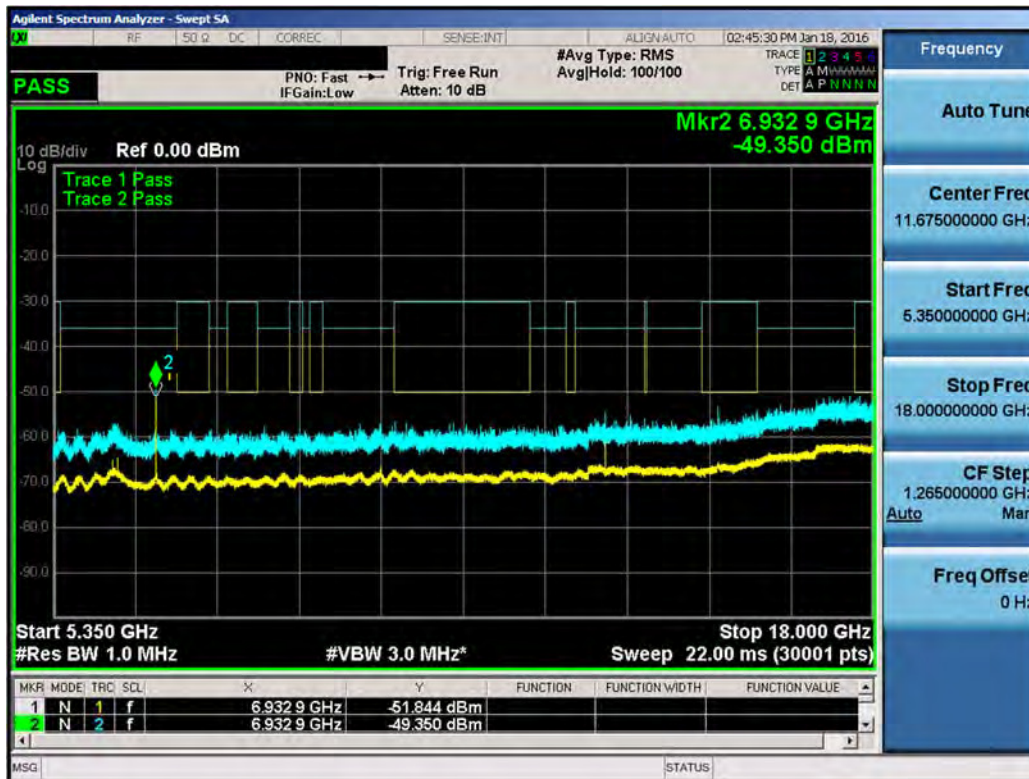 Agilent Spectrum Analyzer - Swept SA
LXI RF 50 Ω DC CORREC SENSE:INT ALIGN AUTO 02:45:30 PM Jan 18, 2016
Frequency
#Avg Type: RMS
TRACE 1 2 3 4 5 6
PNO: Fast Trig: Free Run Avg|Hold: 100/100
TYPE A M W W W W
PASS
IFGain:Low Atten: 10 dB
DET A P N N N N
Auto Tune
Mkr2 6.932 9 GHz
-49.350 dBm
10 dB/div Ref 0.00 dBm
Log
Trace 1 Pass
Trace 2 Pass
-10.0
-20.0
-30.0
-40.0
-50.0
-60.0
-70.0
-80.0
-90.0
2
Center Freq
11.675000000 GHz
Start Freq
5.350000000 GHz
Stop Freq
18.000000000 GHz
CF Step
1.265000000 GHz
Auto Man
Freq Offset
0 Hz
Start 5.350 GHz Stop 18.000 GHz
#Res BW 1.0 MHz #VBW 3.0 MHz* Sweep 22.00 ms (30001 pts)
MKR MODE TRC SCL X Y FUNCTION FUNCTION WIDTH FUNCTION VALUE
1 N 1 f 6.932 9 GHz -51.844 dBm
2 N 2 f 6.932 9 GHz -49.350 dBm
MSG STATUS